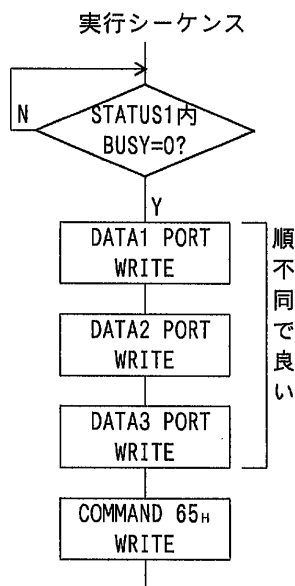 実行シーケンス
STATUS1内
BUSY=0?
N
Y
DATA1 PORT
WRITE
DATA2 PORT
WRITE
DATA3 PORT
WRITE
順不同で良い
COMMAND 65H
WRITE